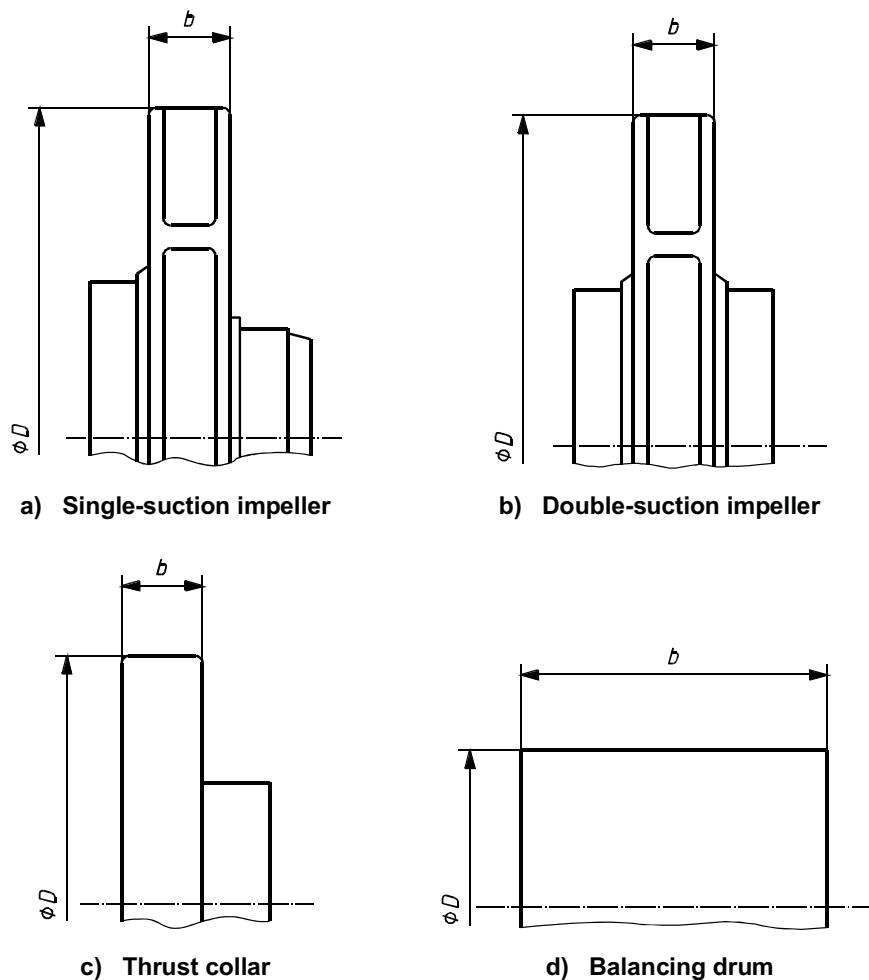 b
b
ϕD
ϕD
a) Single-suction impeller
b) Double-suction impeller
b
b
ϕD
ϕD
c) Thrust collar
d) Balancing drum